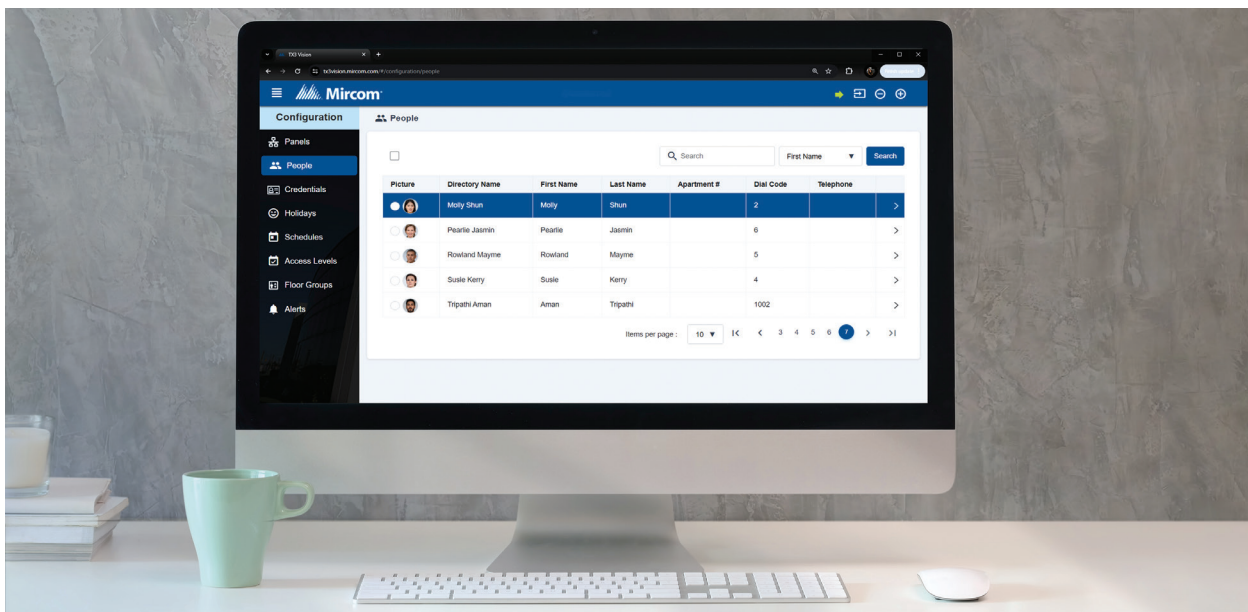 TX3 Vision
tx3vision.mircom.com/#/configuration/people
Mircom
Configuration
People
Panels
People
Credentials
Holidays
Schedules
Access Levels
Floor Groups
Alerts
Search
First Name
Search
Picture Directory Name First Name Last Name Apartment # Dial Code Telephone
Molly Shun Molly Shun 2
Pearlie Jasmin Pearlie Jasmin 6
Rowland Mayme Rowland Mayme 5
Susie Kerry Susie Kerry 4
Tripathi Aman Aman Tripathi 1002
Items per page : 10 3 4 5 6 7